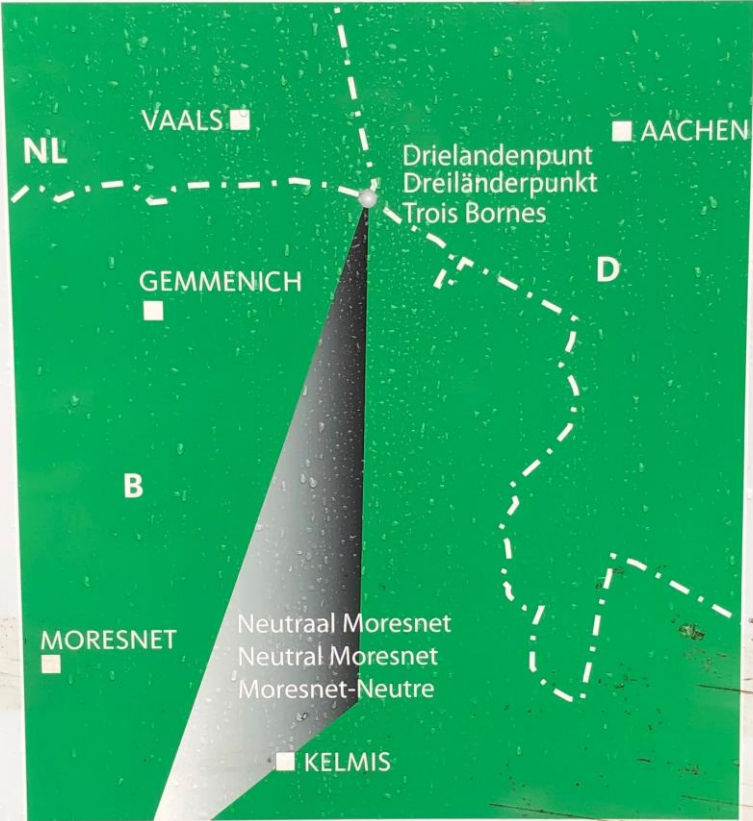 VAALS
AACHEN
NL
Drielandenpunt
Dreiländerpunkt
Trois Bornes
D
GEMMENICH
B
Neutraal Moresnet
Neutral Moresnet
Moresnet-Neutre
MORESNET
KELMIS